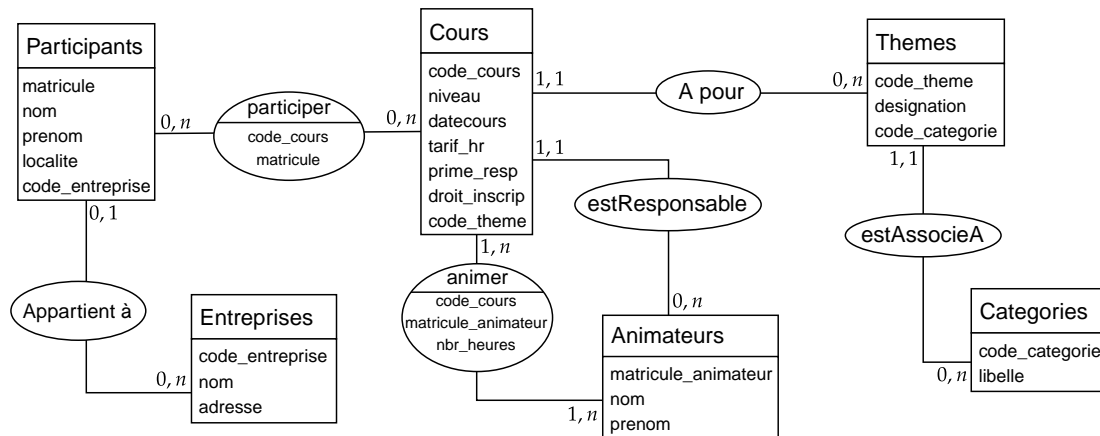 Participants
matricule
nom
prenom
localite
code_entreprise
0, n
participer
code_cours
matricule
0, n
Cours
code_cours
niveau
datecours
tarif_hr
prime_resp
droit_inscrip
code_theme
1, 1
A pour
0, n
Themes
code_theme
designation
code_categorie
1, 1
estResponsable
0, n
1, 1
estAssocieA
0, n
Categories
code_categorie
libelle
0, 1
Appartient à
0, n
Entreprises
code_entreprise
nom
adresse
1, n
animer
code_cours
matricule_animateur
nbr_heures
1, n
Animateurs
matricule_animateur
nom
prenom